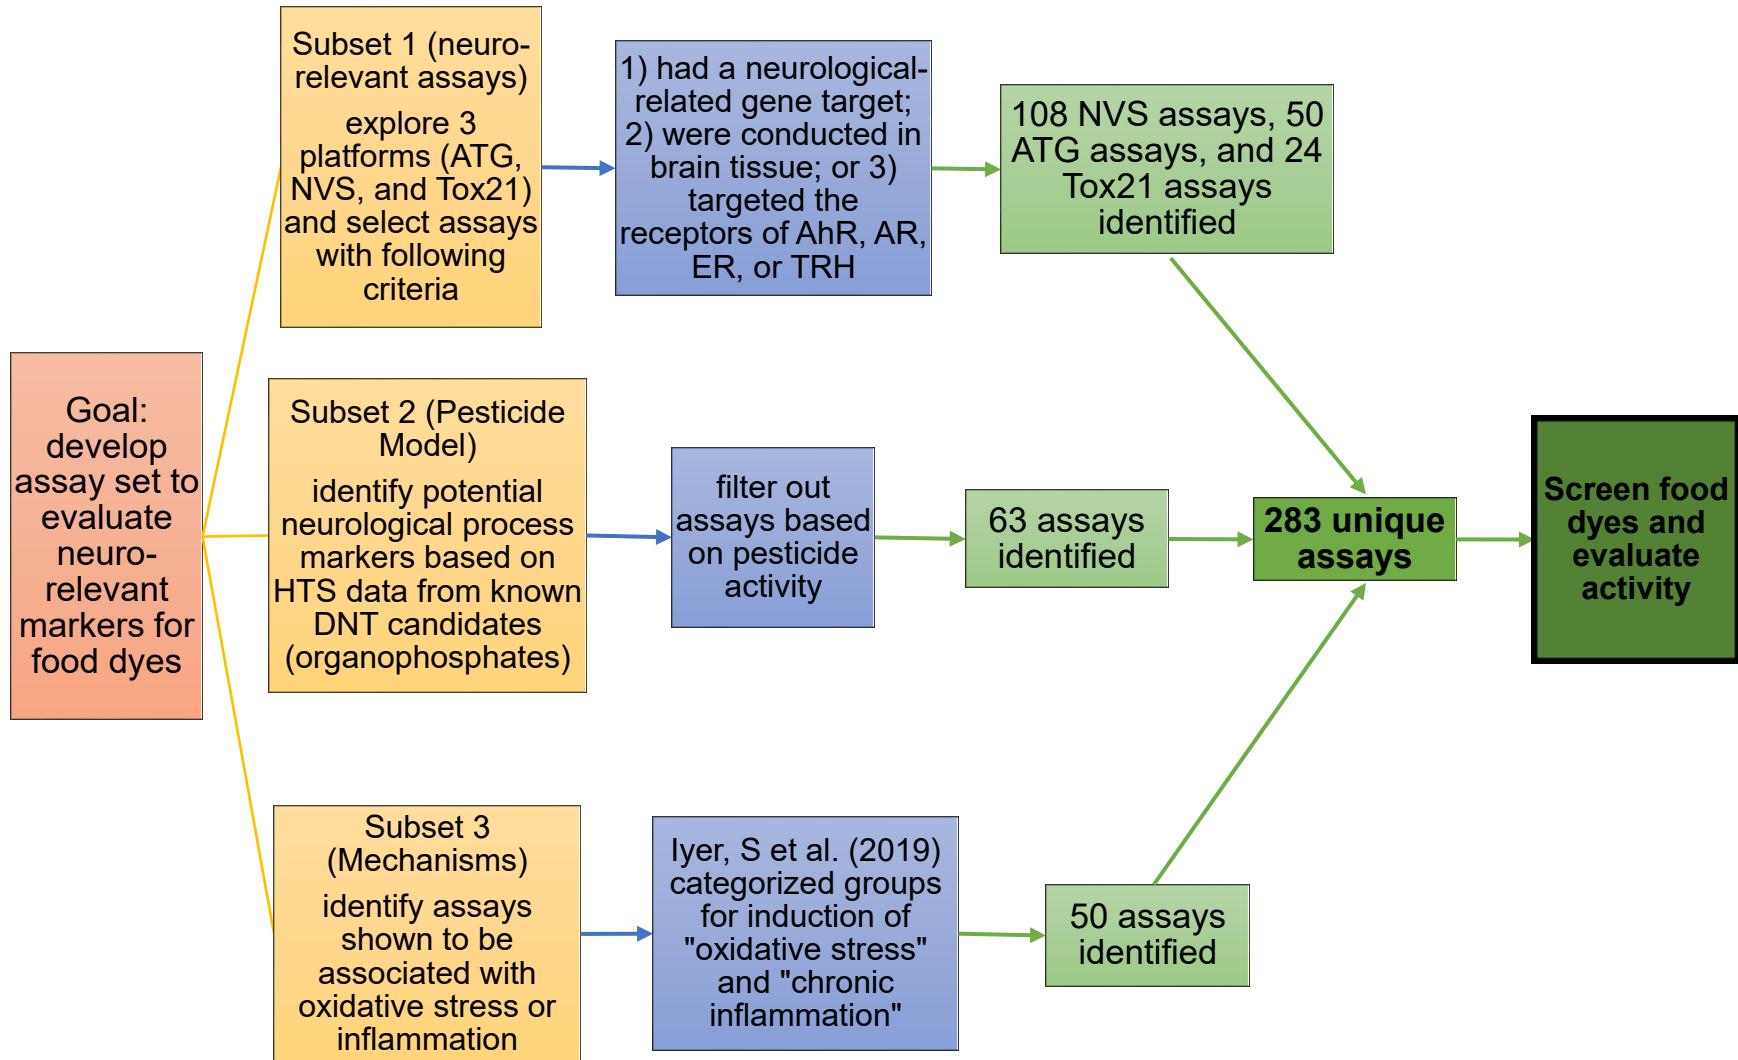 Goal:
develop
assay set to
evaluate
neuro-
relevant
markers for
food dyes
Subset 1 (neuro-
relevant assays)
explore 3
platforms (ATG,
NVS, and Tox21)
and select assays
with following
criteria
1) had a neurological-
related gene target;
2) were conducted in
brain tissue; or 3)
targeted the
receptors of AhR, AR,
ER, or TRH
108 NVS assays, 50
ATG assays, and 24
Tox21 assays
identified
Subset 2 (Pesticide
Model)
identify potential
neurological process
markers based on
HTS data from known
DNT candidates
(organophosphates)
filter out
assays based
on pesticide
activity
63 assays
identified
283 unique
assays
Screen food
dyes and
evaluate
activity
Subset 3
(Mechanisms)
identify assays
shown to be
associated with
oxidative stress or
inflammation
Iyer, S et al. (2019)
categorized groups
for induction of
"oxidative stress"
and "chronic
inflammation"
50 assays
identified